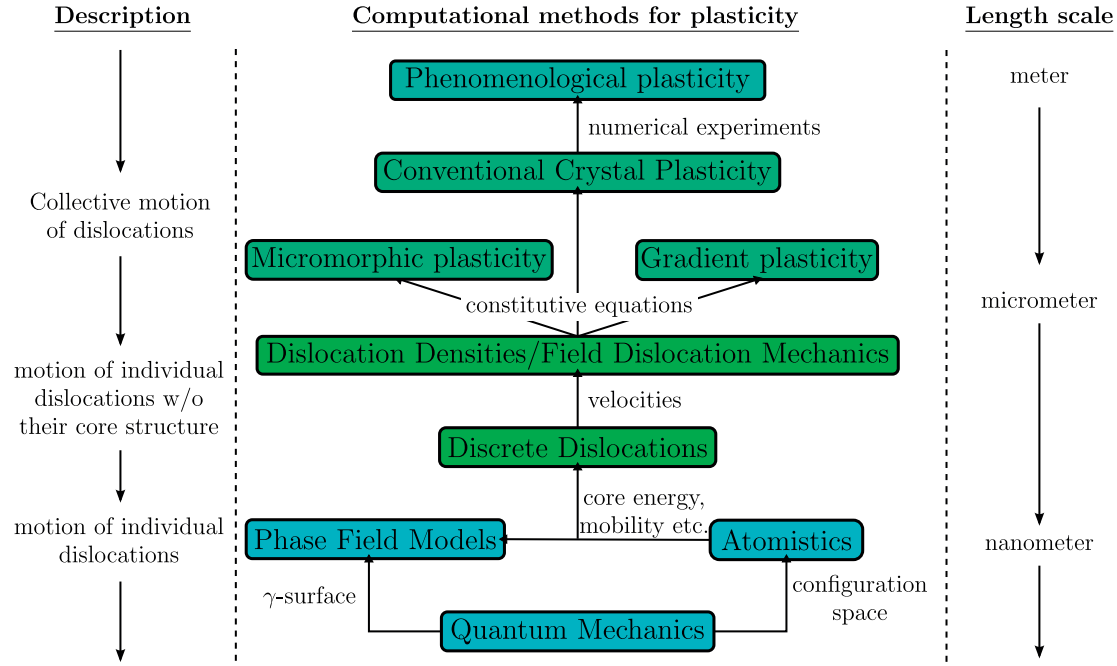 Description
Computational methods for plasticity
Length scale
Phenomenological plasticity
meter
numerical experiments
Conventional Crystal Plasticity
Collective motion
of dislocations
Micromorphic plasticity
Gradient plasticity
constitutive equations
micrometer
Dislocation Densities/Field Dislocation Mechanics
motion of individual
dislocations w/o
their core structure
velocities
Discrete Dislocations
core energy,
mobility etc.
motion of individual
dislocations
Phase Field Models
Atomistics
nanometer
γ-surface
configuration
space
Quantum Mechanics